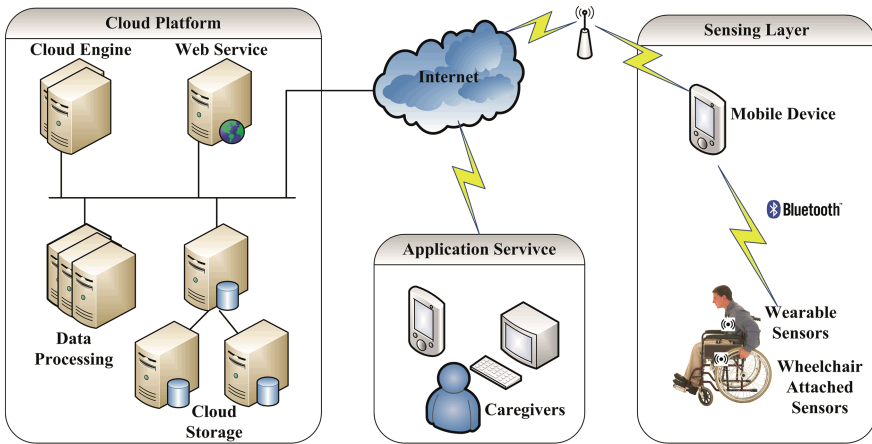 Cloud Platform
Cloud Engine
Web Service
Data
Processing
Cloud
Storage
Internet
Application Servivce
Caregivers
Sensing Layer
Mobile Device
Bluetooth™
Wearable
Sensors
Wheelchair
Attached
Sensors